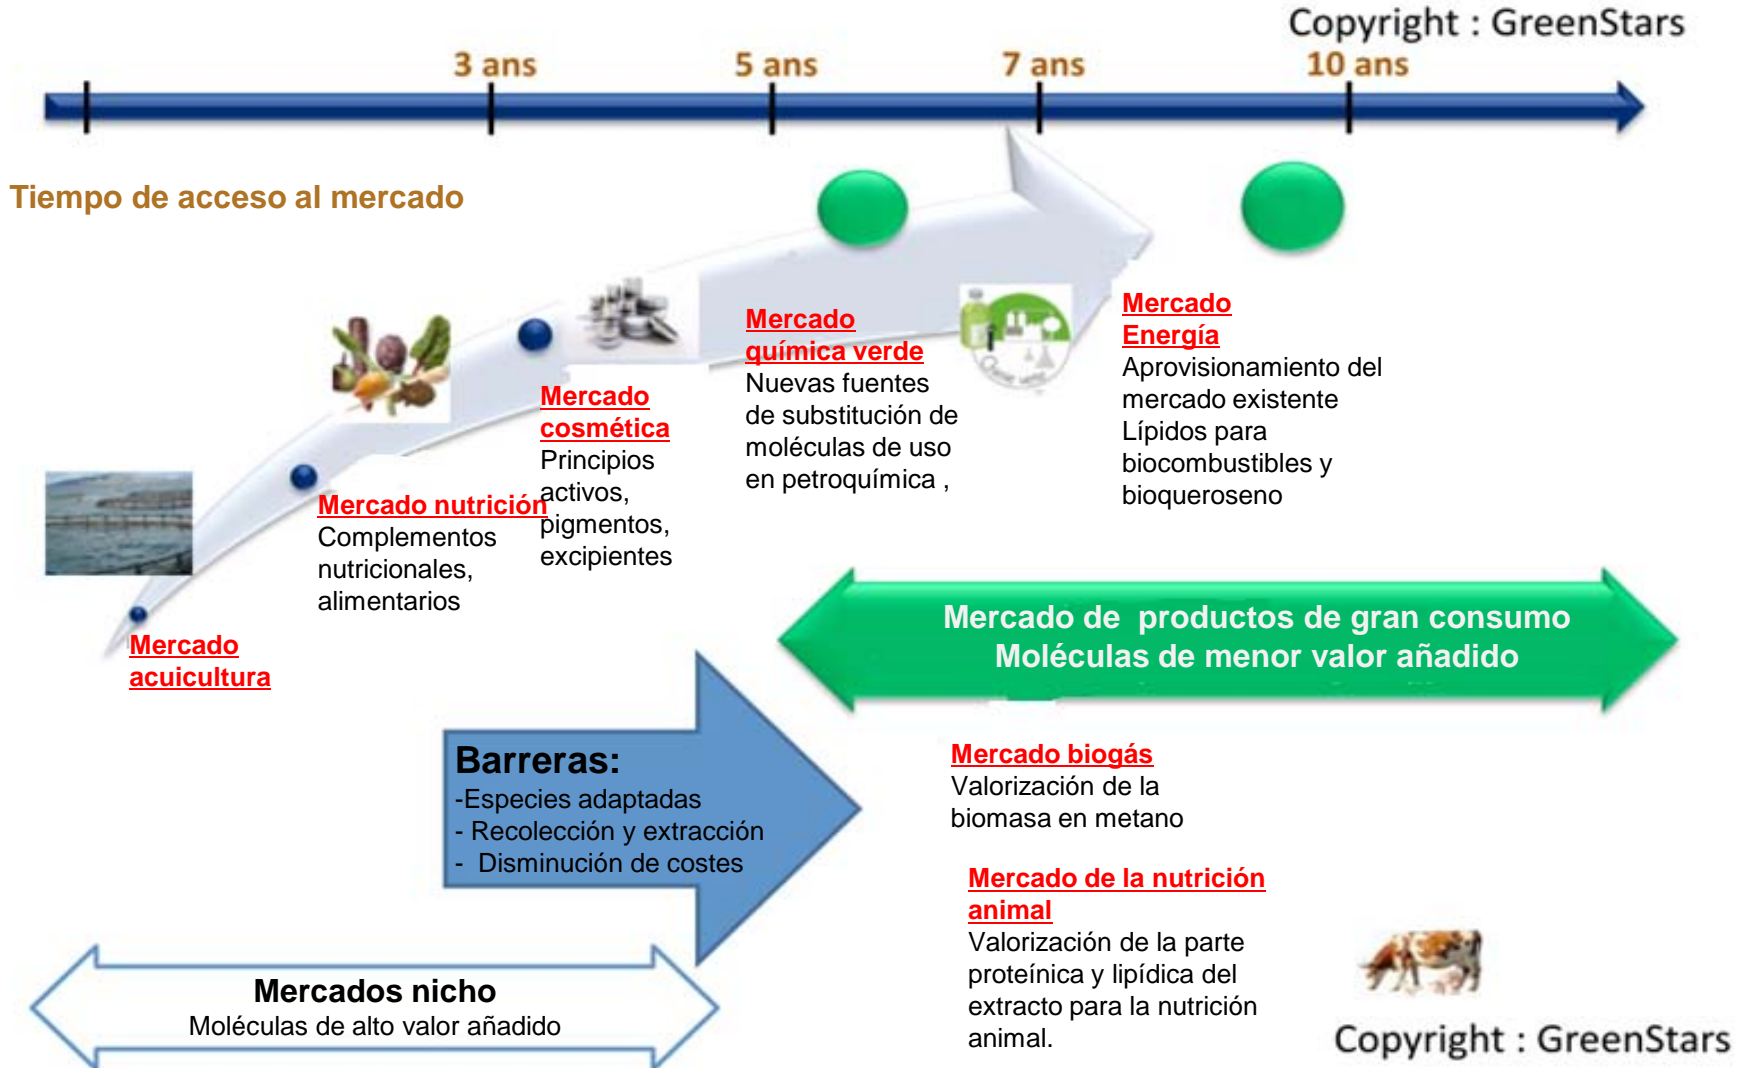 Copyright : GreenStars
3 ans
5 ans
7 ans
10 ans
Tiempo de acceso al mercado
Mercado
acuicultura
Mercado nutrición
Complementos
nutricionales,
alimentarios
Mercado
cosmética
Principios
activos,
pigmentos,
excipientes
Mercado
química verde
Nuevas fuentes
de substitución de
moléculas de uso
en petroquímica ,
Mercado
Energía
Aprovisionamiento del
mercado existente
Lípidos para
biocombustibles y
bioqueroseno
Mercado de productos de gran consumo
Moléculas de menor valor añadido
Barreras:
-Especies adaptadas
- Recolección y extracción
- Disminución de costes
Mercado biogás
Valorización de la
biomasa en metano
Mercado de la nutrición
animal
Valorización de la parte
proteínica y lipídica del
extracto para la nutrición
animal.
Mercados nicho
Moléculas de alto valor añadido
Copyright : GreenStars